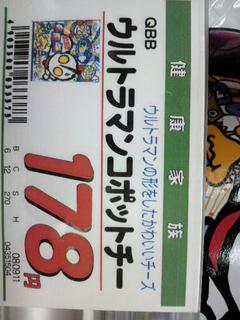 健康家族
ウルトラマンの形をしたかわいいチーズ
QBB
ウルトラマンコポットチー
178円
B C S H 080911
6 12 270 04351504